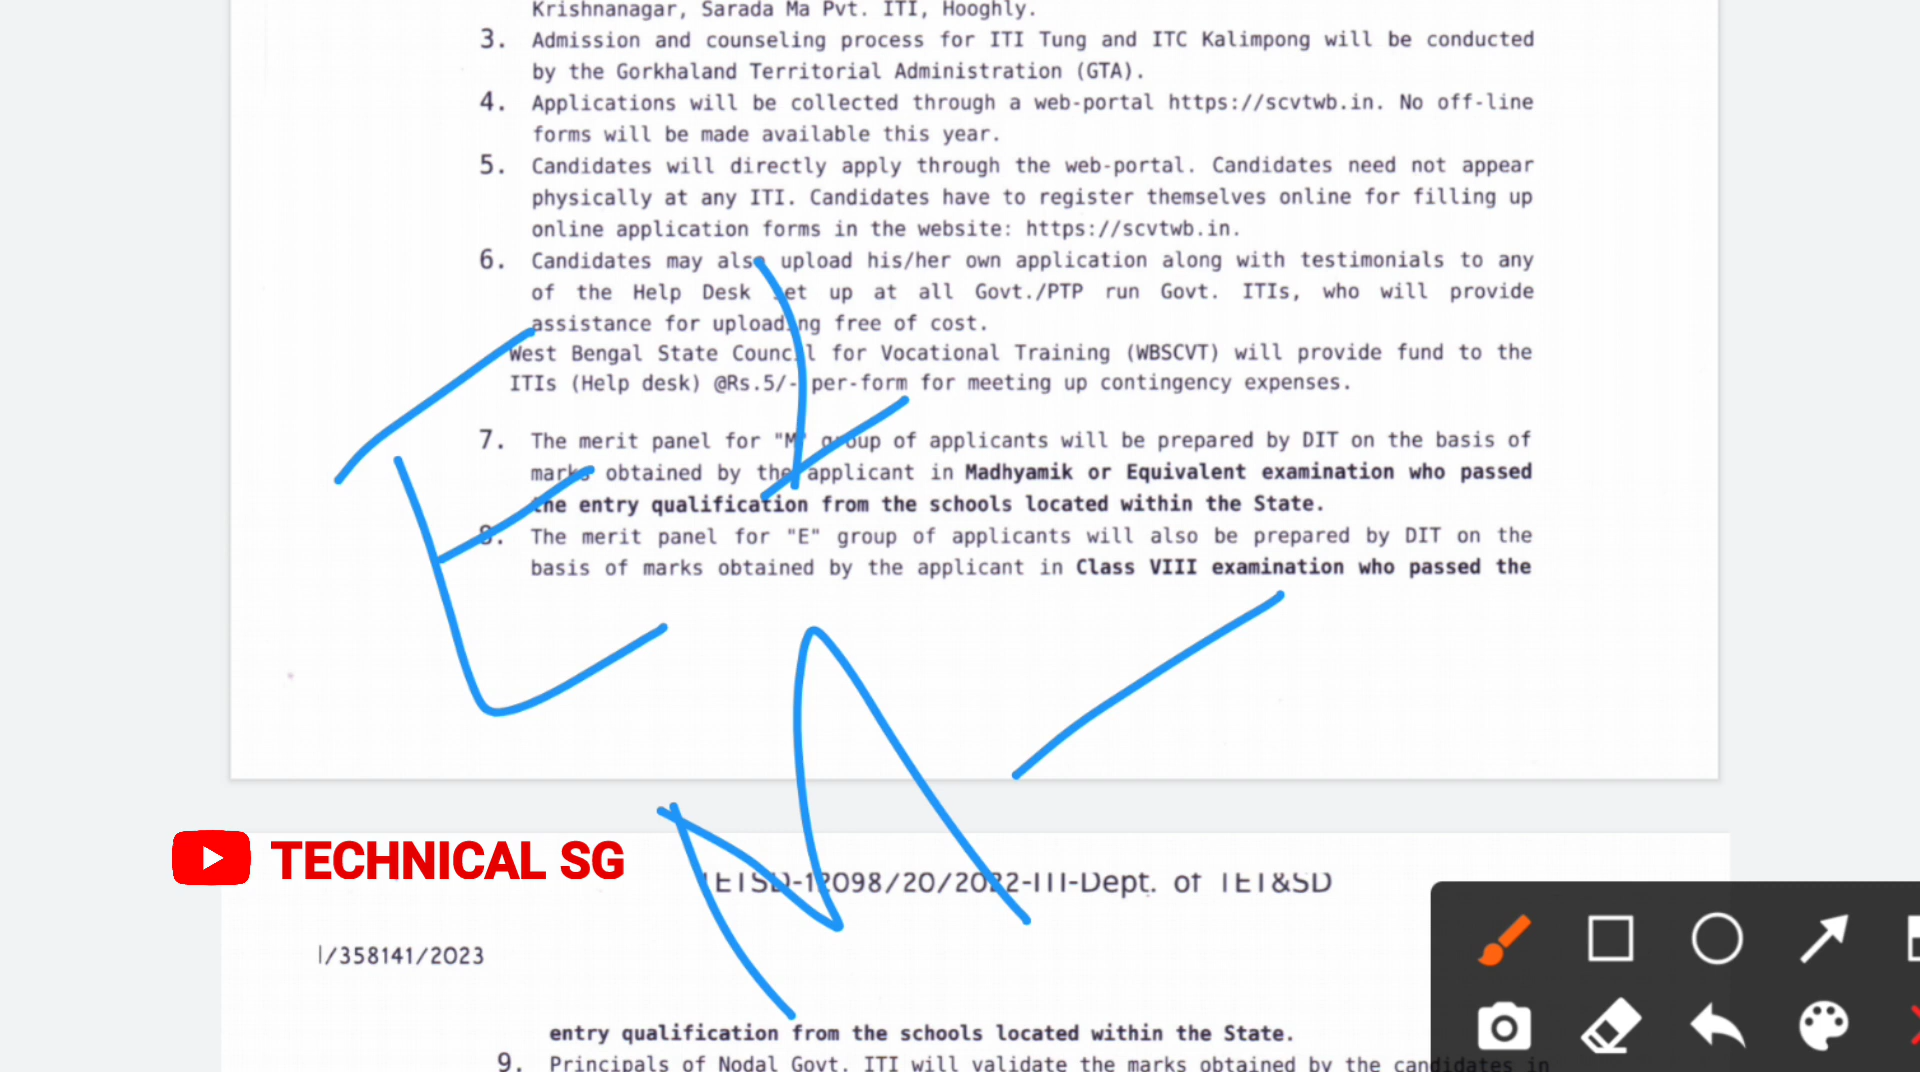 Krishnanagar, Sarada Ma Pvt. ITI, Hooghly.
3. Admission and counseling process for ITI Tung and ITC Kalimpong will be conducted
by the Gorkhaland Territorial Administration (GTA).
4. Applications will be collected through a web-portal https://scvtwb.in. No off-line
forms will be made available this year.
5. Candidates will directly apply through the web-portal. Candidates need not appear
physically at any ITI. Candidates have to register themselves online for filling up
online application forms in the website: https://scvtwb.in.
6. Candidates may also upload his/her own application along with testimonials to any
of the Help Desk set up at all Govt./PTP run Govt. ITIs, who will provide
assistance for uploading free of cost.
West Bengal State Council for Vocational Training (WBSCVT) will provide fund to the
ITIs (Help desk) @Rs.5/- per-form for meeting up contingency expenses.
7. The merit panel for "M" group of applicants will be prepared by DIT on the basis of
marks obtained by the applicant in Madhyamik or Equivalent examination who passed
the entry qualification from the schools located within the State.
8. The merit panel for "E" group of applicants will also be prepared by DIT on the
basis of marks obtained by the applicant in Class VIII examination who passed the
E
M
TECHNICAL SG
TETSD-12098/20/2022-ITI-Dept. of TET&SD
I/358141/2023
entry qualification from the schools located within the State.
9. Principals of Nodal Govt. ITI will validate the marks obtained by the candidates in